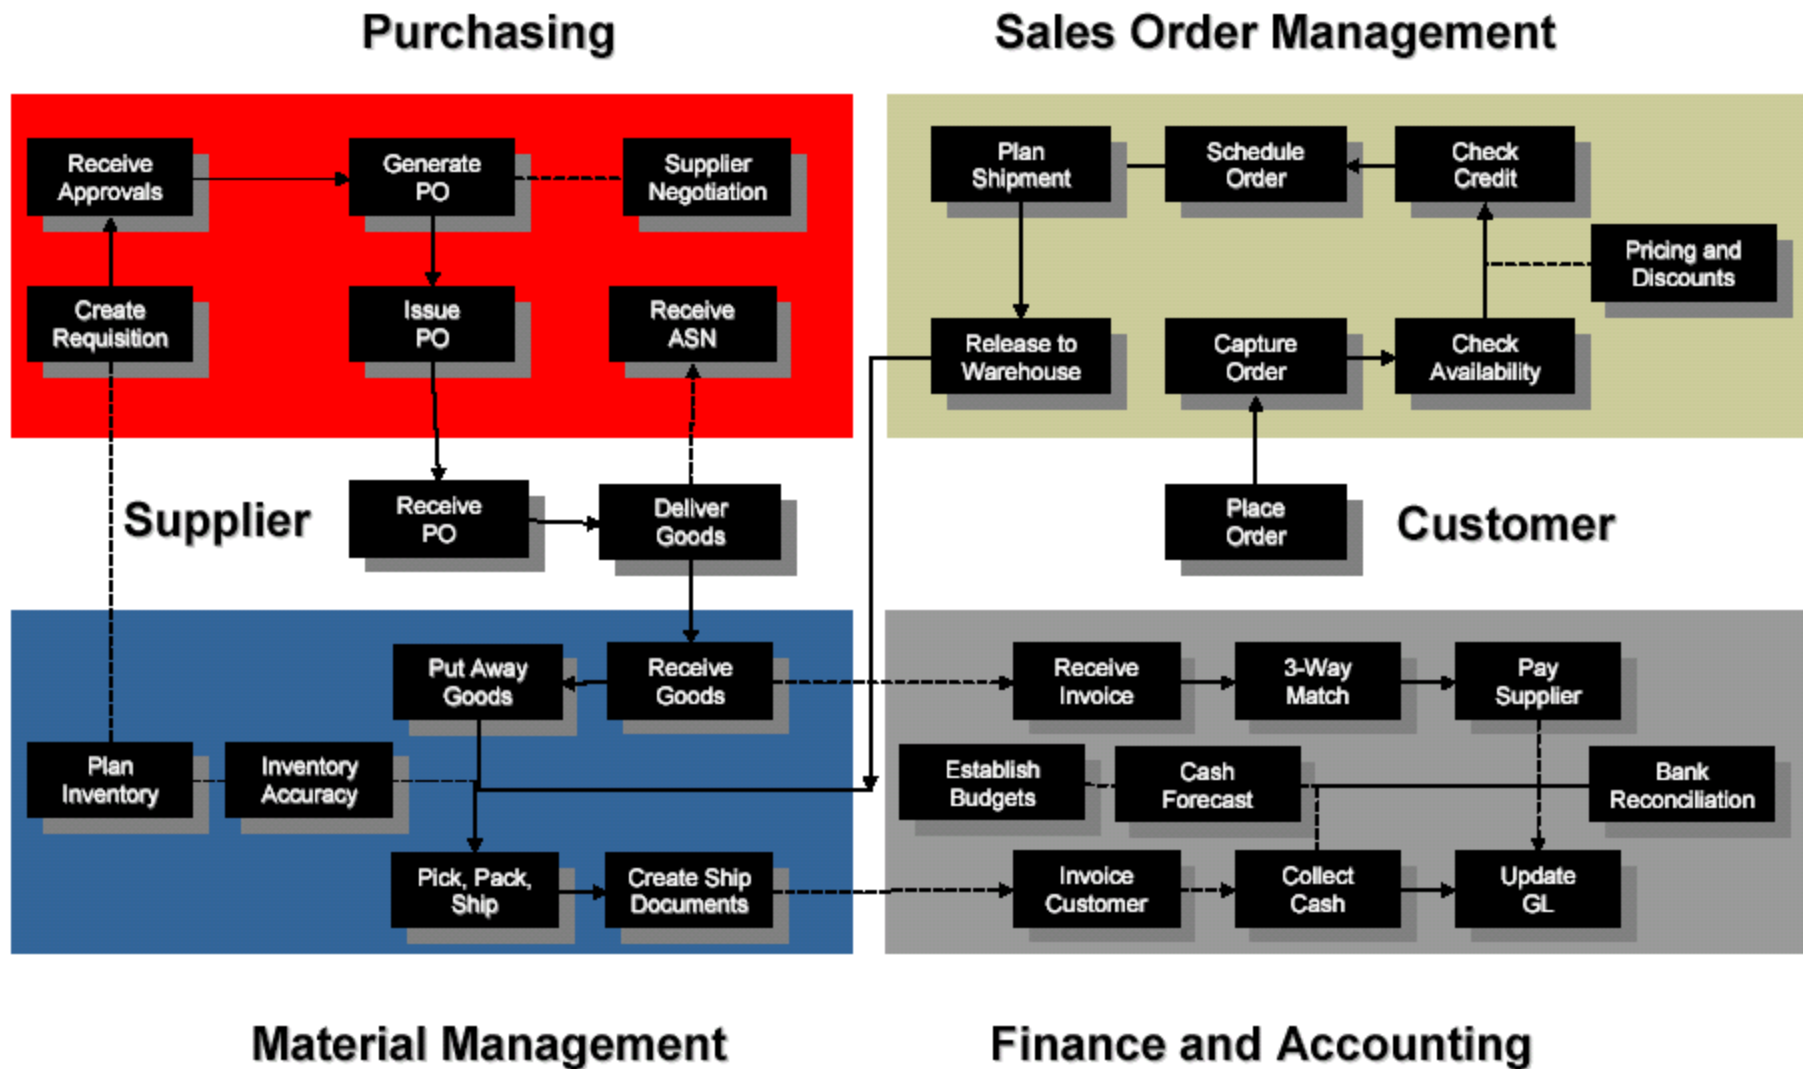 Purchasing
Sales Order Management
Receive
Approvals
Generate
PO
Supplier
Negotiation
Create
Requisition
Issue
PO
Receive
ASN
Plan
Shipment
Schedule
Order
Check
Credit
Pricing and
Discounts
Release to
Warehouse
Capture
Order
Check
Availability
Supplier
Receive
PO
Deliver
Goods
Place
Order
Customer
Put Away
Goods
Receive
Goods
Plan
Inventory
Inventory
Accuracy
Pick, Pack,
Ship
Create Ship
Documents
Receive
Invoice
3-Way
Match
Pay
Supplier
Establish
Budgets
Cash
Forecast
Bank
Reconciliation
Invoice
Customer
Collect
Cash
Update
GL
Material Management
Finance and Accounting